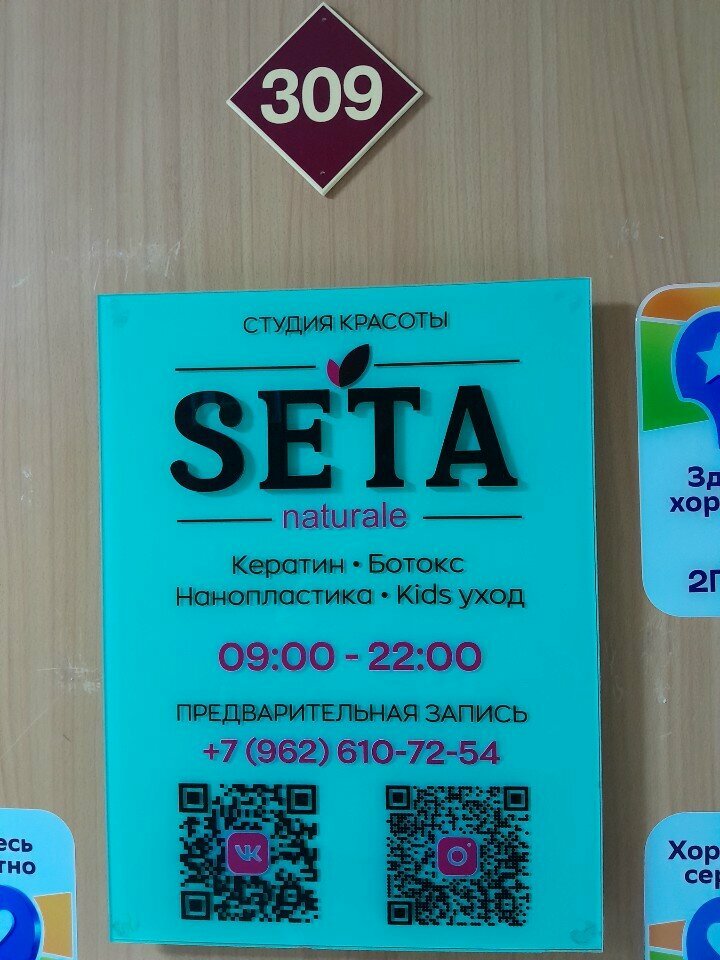 309
СТУДИЯ КРАСОТЫ
SETA
naturale
Кератин • Ботокс
Нанопластика • Kids уход
09:00 - 22:00
ПРЕДВАРИТЕЛЬНАЯ ЗАПИСЬ
+7 (962) 610-72-54